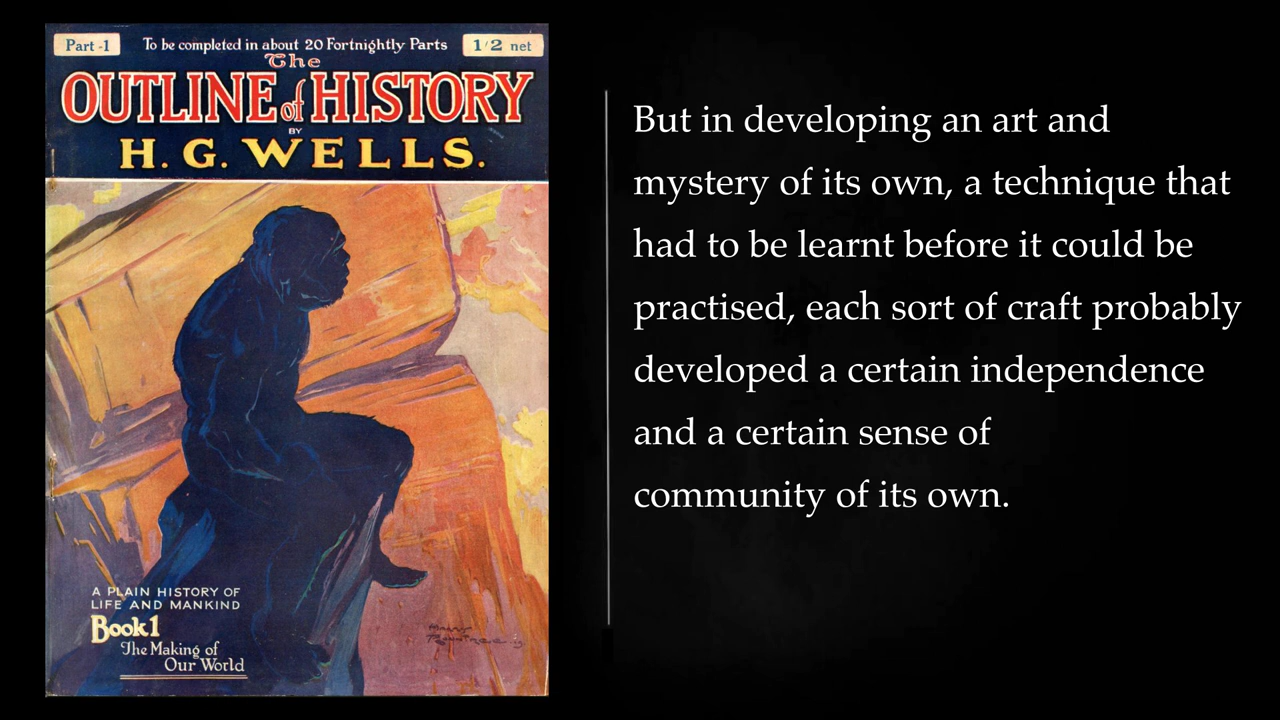 Part -1
To be completed in about 20 Fortnightly Parts
1/2 net
The
OUTLINE of HISTORY
BY
H. G. WELLS.
A PLAIN HISTORY OF
LIFE AND MANKIND
Book 1
The Making of
Our World
But in developing an art and
mystery of its own, a technique that
had to be learnt before it could be
practised, each sort of craft probably
developed a certain independence
and a certain sense of
community of its own.